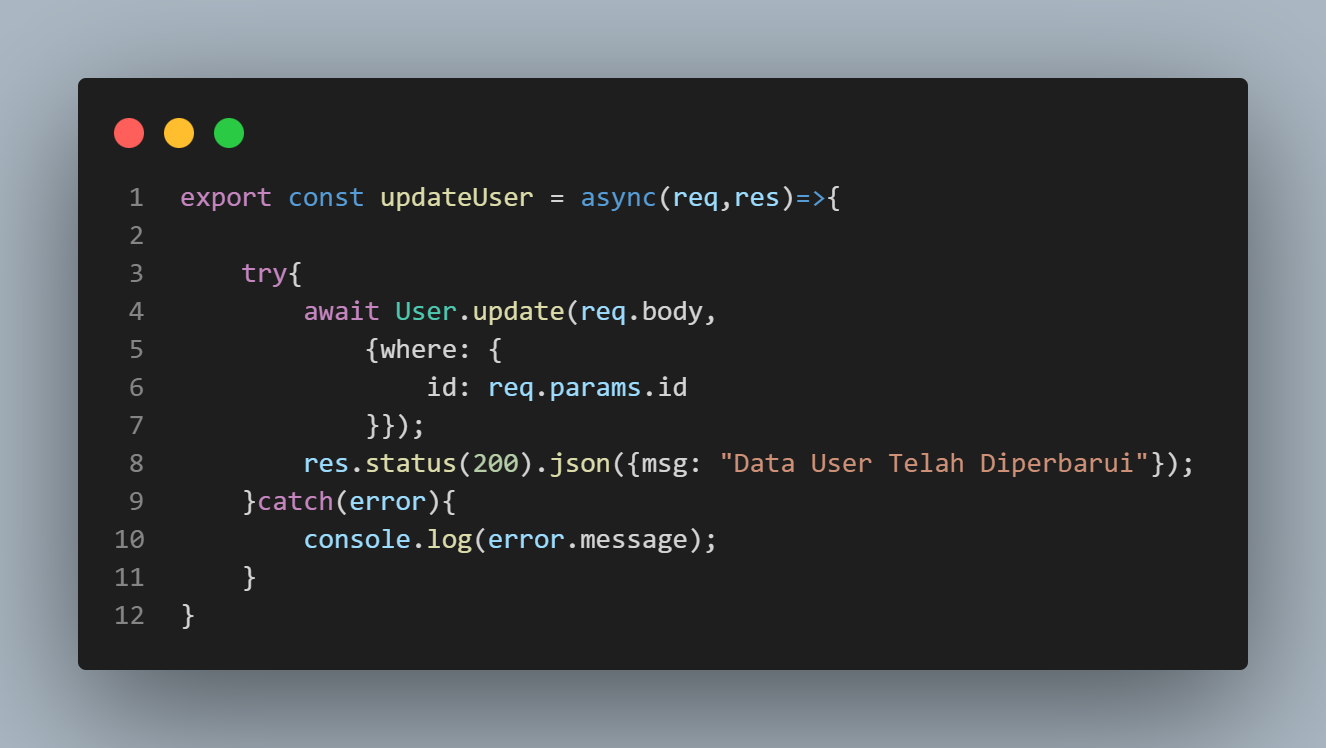 1 export const updateUser = async(req,res)=>{
2
3     try{
4         await User.update(req.body,
5             {where: {
6                 id: req.params.id
7             }});
8         res.status(200).json({msg: "Data User Telah Diperbarui"});
9     }catch(error){
10         console.log(error.message);
11     }
12 }